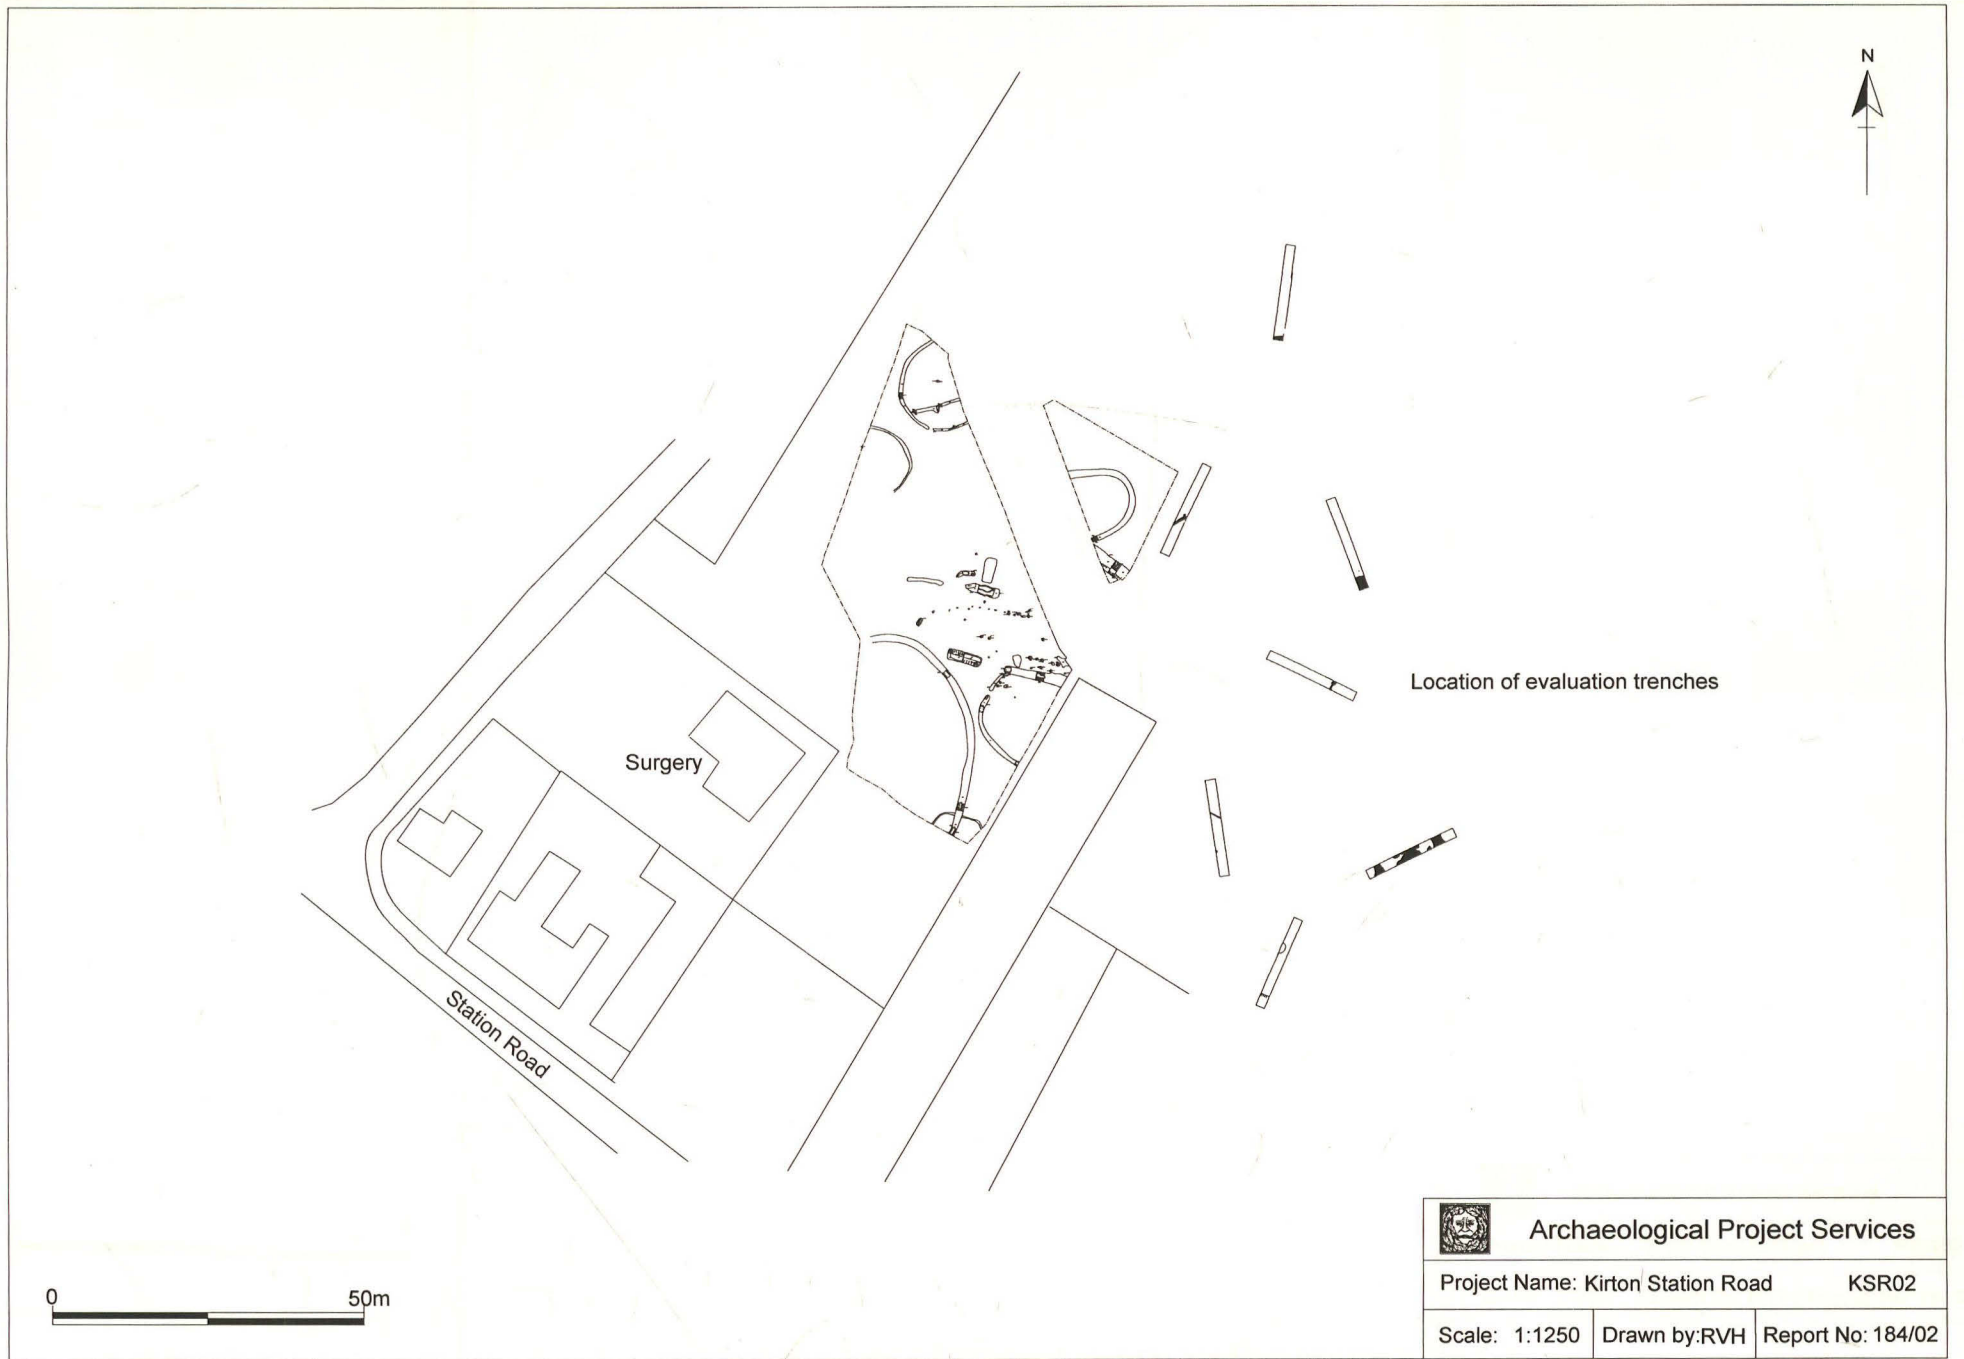 N
Location of evaluation trenches
Surgery
Station Road
0 50m
Archaeological Project Services
Project Name: Kirton Station Road KSR02
Scale: 1:1250 Drawn by:RVH Report No: 184/02